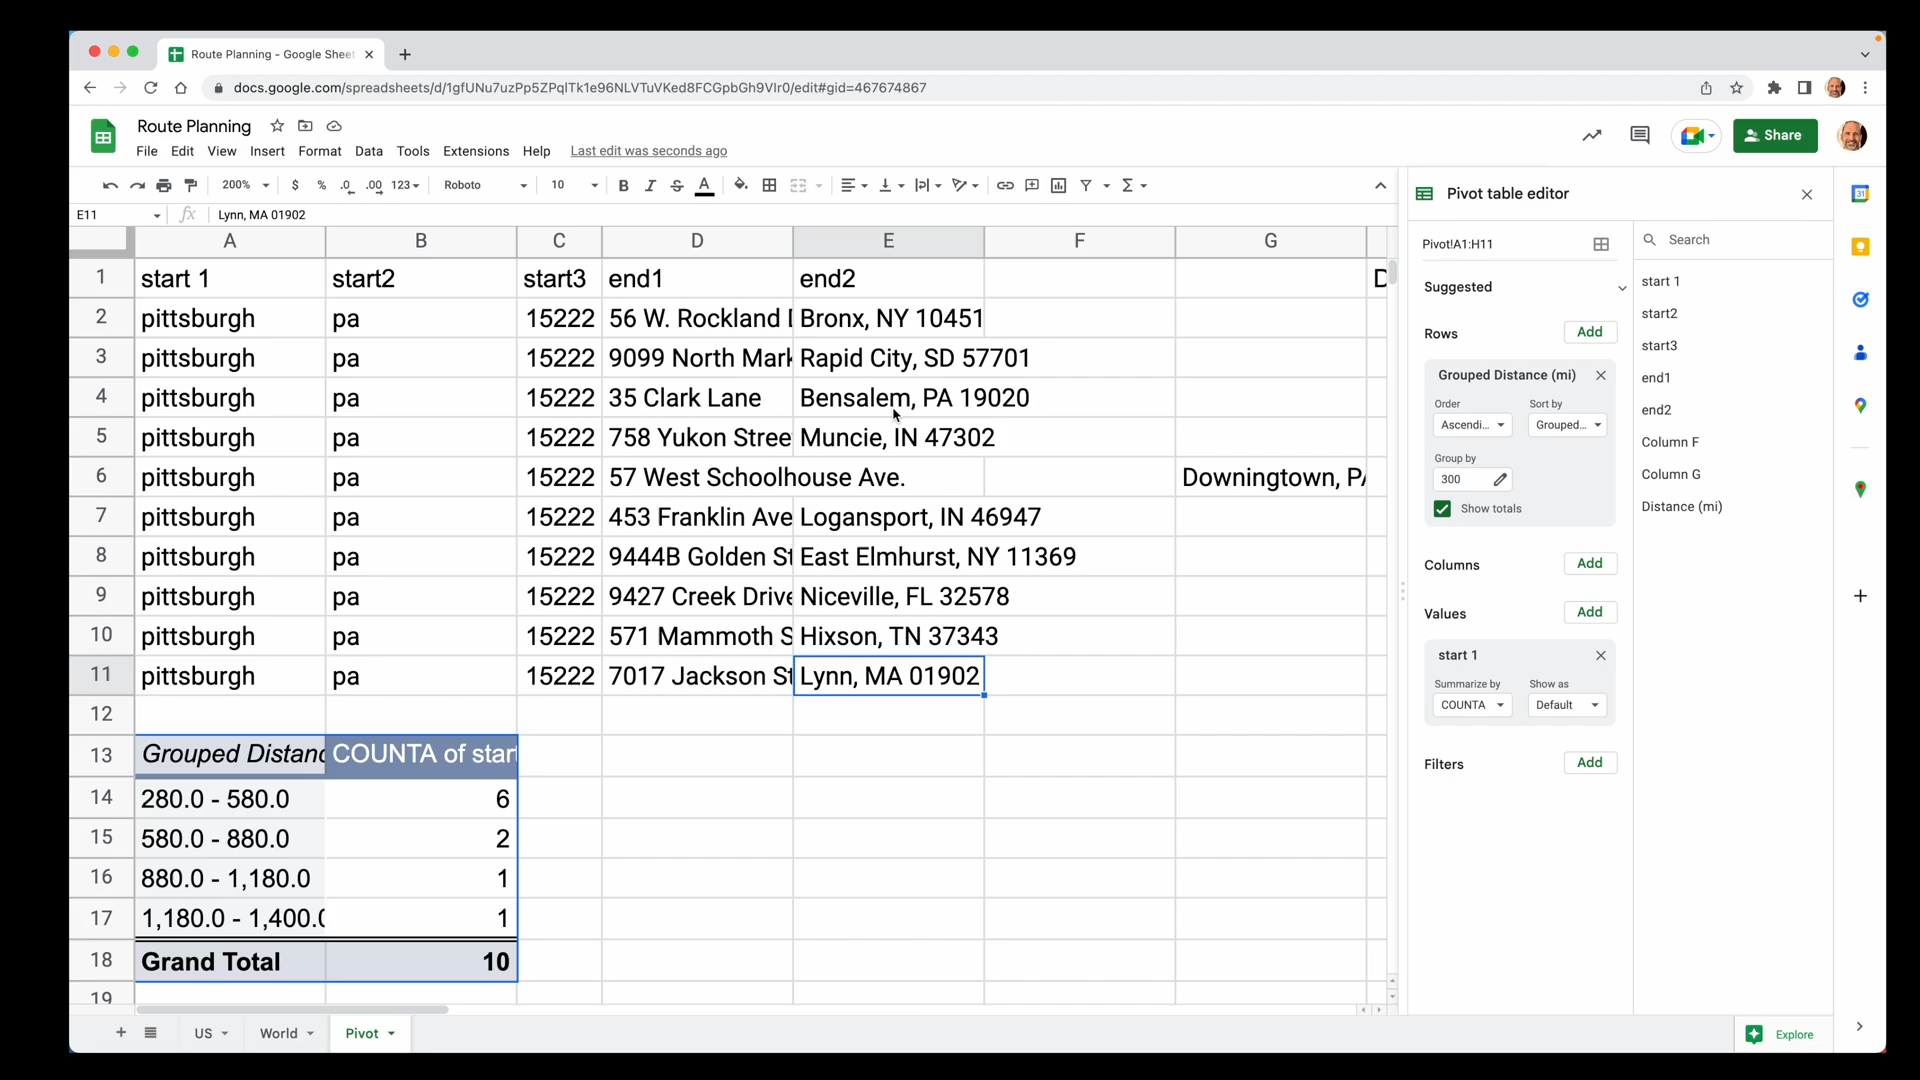 Route Planning - Google Sheet
docs.google.com/spreadsheets/d/1gfUNu7uzPp5ZPqITk1e96NLVTuVKed8FCGpbGh9VIr0/edit#gid=467674867
Route Planning
File Edit View Insert Format Data Tools Extensions Help Last edit was seconds ago
Share
200% $ % .0 .00 123 Roboto 10 B I S A
E11 fx Lynn, MA 01902
A B C D E F G
1 start 1 start2 start3 end1 end2 D
2 pittsburgh pa 15222 56 W. Rockland Bronx, NY 10451
3 pittsburgh pa 15222 9099 North Mark Rapid City, SD 57701
4 pittsburgh pa 15222 35 Clark Lane Bensalem, PA 19020
5 pittsburgh pa 15222 758 Yukon Stree Muncie, IN 47302
6 pittsburgh pa 15222 57 West Schoolhouse Ave. Downingtown, PA
7 pittsburgh pa 15222 453 Franklin Ave Logansport, IN 46947
8 pittsburgh pa 15222 9444B Golden St East Elmhurst, NY 11369
9 pittsburgh pa 15222 9427 Creek Drive Niceville, FL 32578
10 pittsburgh pa 15222 571 Mammoth S Hixson, TN 37343
11 pittsburgh pa 15222 7017 Jackson St Lynn, MA 01902
12
13 Grouped Distanc COUNTA of start
14 280.0 - 580.0 6
15 580.0 - 880.0 2
16 880.0 - 1,180.0 1
17 1,180.0 - 1,400.0 1
18 Grand Total 10
19
US World Pivot
Pivot table editor
Pivot!A1:H11
Suggested
Rows Add
Grouped Distance (mi)
Order Sort by
Ascendi... Grouped...
Group by
300
Show totals
Columns Add
Values Add
start 1
Summarize by Show as
COUNTA Default
Filters Add
Search
start 1
start2
start3
end1
end2
Column F
Column G
Distance (mi)
31
Explore